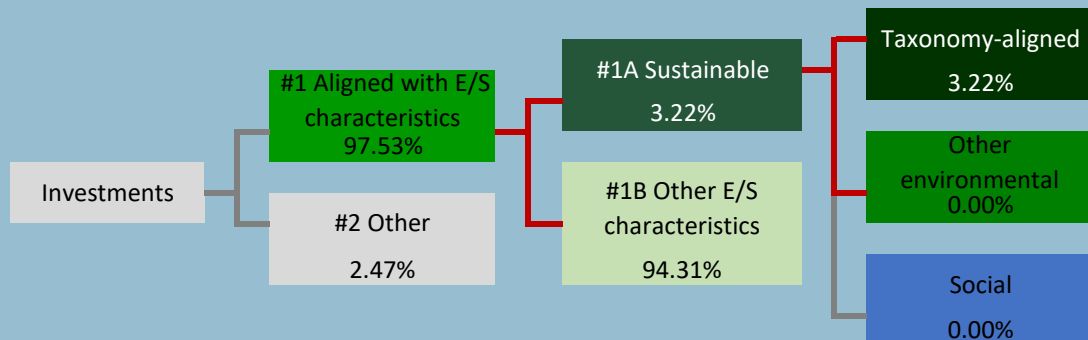 Investments
#1 Aligned with E/S
characteristics
97.53%
#2 Other
2.47%
#1A Sustainable
3.22%
#1B Other E/S
characteristics
94.31%
Taxonomy-aligned
3.22%
Other
environmental
0.00%
Social
0.00%